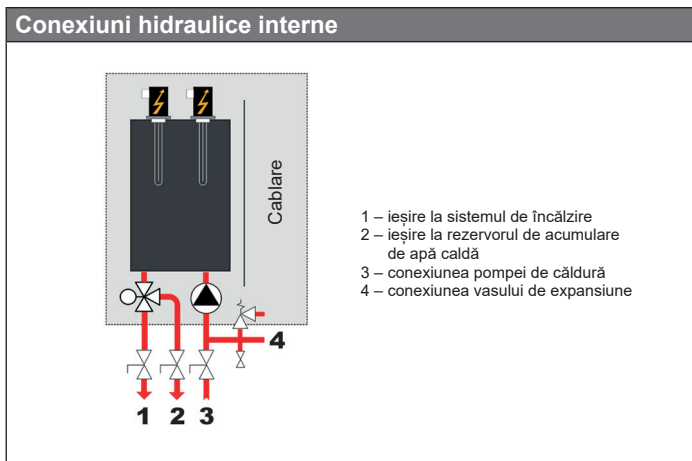 Conexiuni hidraulice interne
Cablare
1 – ieșire la sistemul de încălzire
2 – ieșire la rezervorul de acumulare
de apă caldă
3 – conexiunea pompei de căldură
4 – conexiunea vasului de expansiune
4
1 2 3